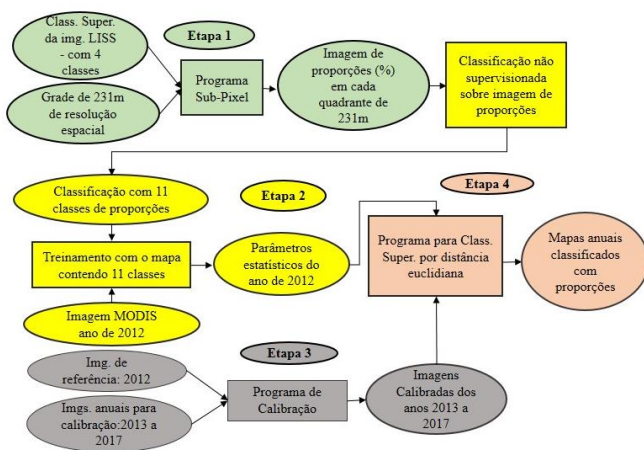 Class. Super.
da img. LISS
- com 4
classes
Etapa 1
Grade de 231m
de resolução
espacial
Programa
Sub-Pixel
Imagem de
proporções (%)
em cada
quadrante de
231m
Classificação não
supervisionada
sobre imagem de
proporções
Classificação com 11
classes de proporções
Etapa 2
Treinamento com o mapa
contendo 11 classes
Parâmetros
estatísticos do
ano de 2012
Imagem MODIS
ano de 2012
Etapa 4
Programa para Class.
Super. por distância
euclidiana
Mapas anuais
classificados
com
proporções
Etapa 3
Img. de
referência: 2012
Imgs. anuais para
calibração:2013 a
2017
Programa de
Calibração
Imagens
Calibradas dos
anos 2013 a
2017